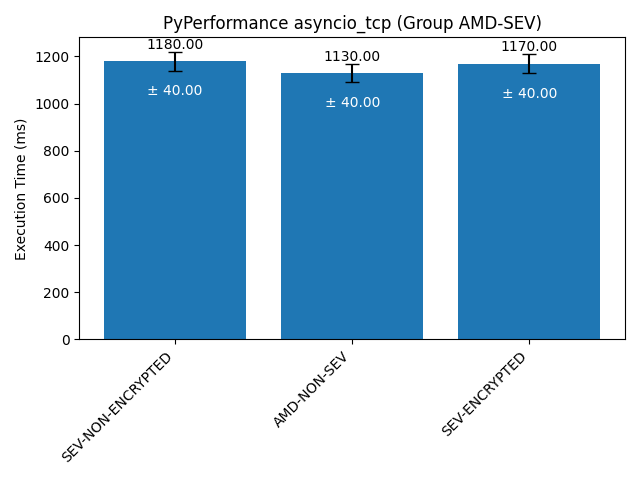 PyPerformance asyncio_tcp (Group AMD-SEV)
Execution Time (ms)
1200
1000
800
600
400
200
0
1180.00
± 40.00
1130.00
± 40.00
1170.00
± 40.00
SEV-NON-ENCRYPTED
AMD-NON-SEV
SEV-ENCRYPTED